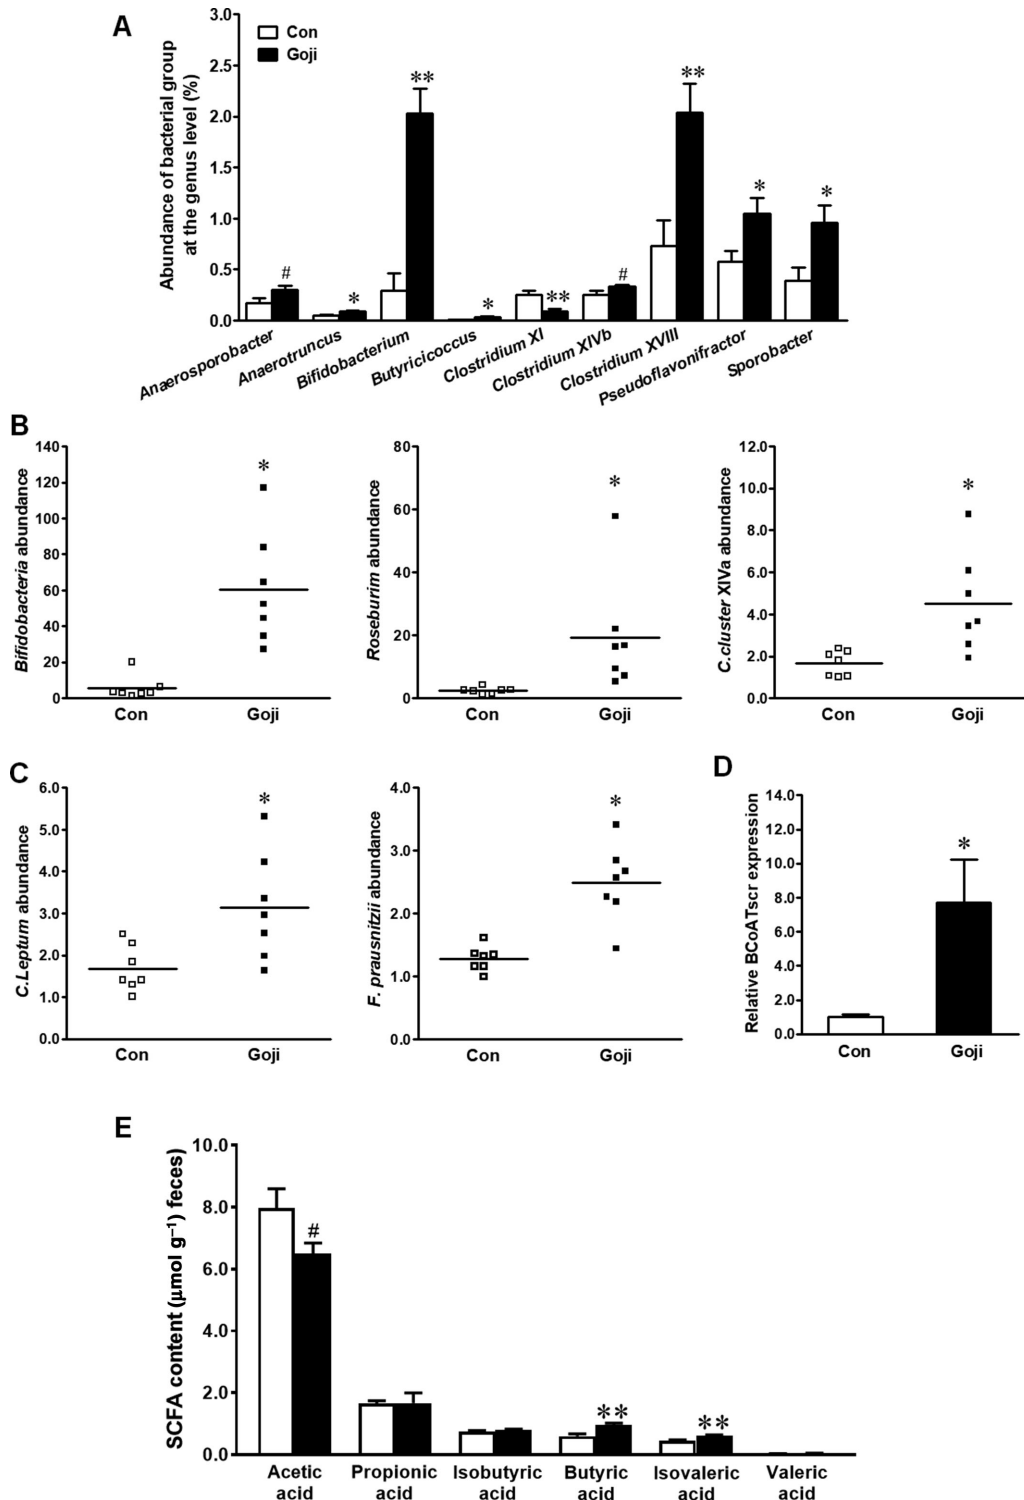 A
Abundance of bacterial group
at the genus level (%)
3.0
2.5
2.0
1.5
1.0
0.5
0.0
Con
Goji
#
*
**
*
**
#
**
*
*
Anaerosporobacter
Anaerotruncus
Bifidobacterium
Butyricicoccus
Clostridium XI
Clostridium XIVb
Clostridium XVIII
Pseudoflavonifractor
Sporobacter
B
Bifidobacteria abundance
140
120
100
80
60
40
20
0
*
Con Goji
Roseburim abundance
80
60
40
20
0
*
Con Goji
C.cluster XIVa abundance
12.0
10.0
8.0
6.0
4.0
2.0
0.0
*
Con Goji
C
C.Leptum abundance
6.0
5.0
4.0
3.0
2.0
1.0
0.0
*
Con Goji
F. prausnitzii abundance
4.0
3.0
2.0
1.0
0.0
*
Con Goji
D
Relative BCoATscr expression
14.0
12.0
10.0
8.0
6.0
4.0
2.0
0.0
*
Con Goji
E
SCFA content (μmol g⁻¹) feces)
10.0
8.0
6.0
4.0
2.0
0.0
#
**
**
Acetic acid
Propionic acid
Isobutyric acid
Butyric acid
Isovaleric acid
Valeric acid